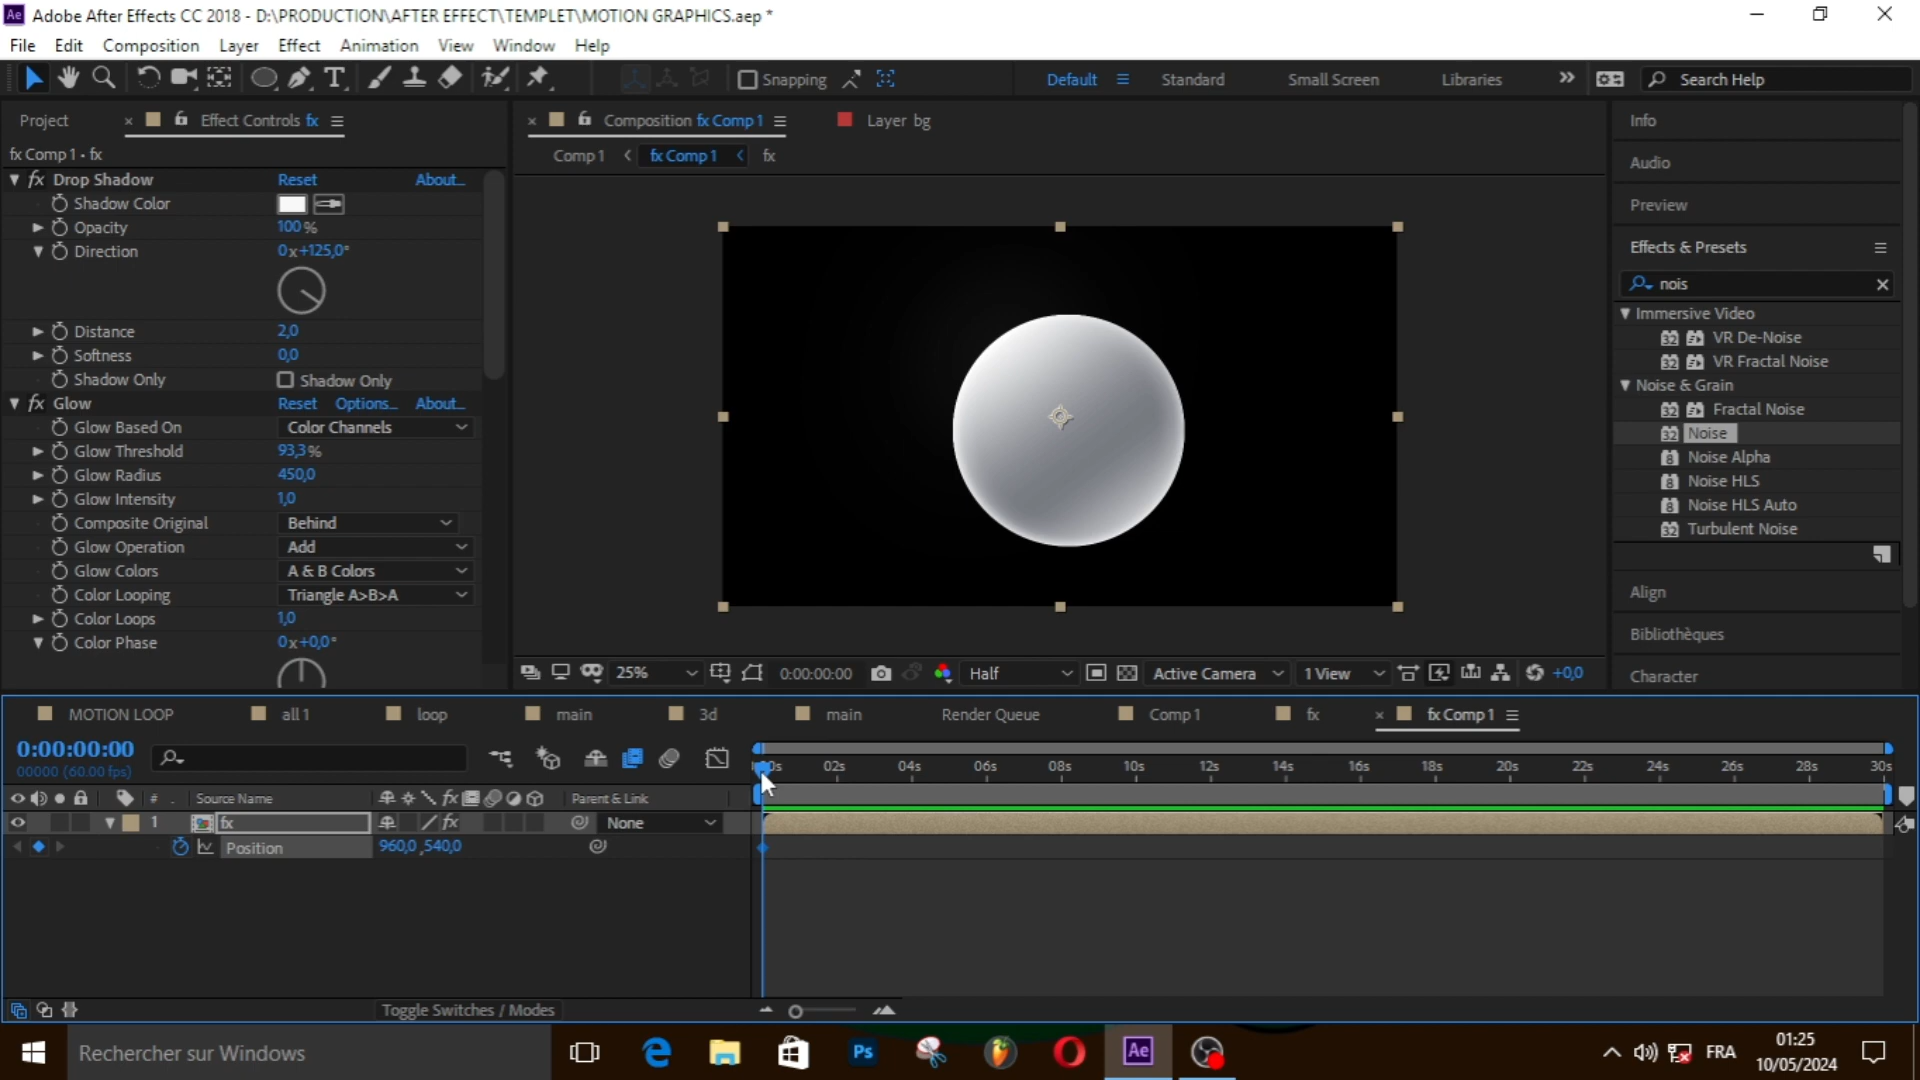 Adobe After Effects CC 2018 - D:\PRODUCTION\AFTER EFFECT\TEMPLET\MOTION GRAPHICS.aep *
File Edit Composition Layer Effect Animation View Window Help
Snapping Default Standard Small Screen Libraries Search Help
Project Effect Controls fx Composition fx Comp 1 Layer bg Info
fx Comp 1 • fx Comp 1 fx Comp 1 fx Audio
Drop Shadow Reset About...
Shadow Color Preview
Opacity 100 %
Direction 0x+125,0° Effects & Presets
nois
Immersive Video
Distance 2,0 VR De-Noise
Softness 0,0 VR Fractal Noise
Shadow Only Shadow Only Noise & Grain
Glow Reset Options... About... Fractal Noise
Glow Based On Color Channels Noise
Glow Threshold 93,3 % Noise Alpha
Glow Radius 450,0 Noise HLS
Glow Intensity 1,0 Noise HLS Auto
Composite Original Behind Turbulent Noise
Glow Operation Add
Glow Colors A & B Colors
Color Looping Triangle A>B>A Align
Color Loops 1,0 Bibliothèques
Color Phase 0x+0,0°
25% 0:00:00:00 Half Active Camera 1 View +0,0 Character
MOTION LOOP all 1 loop main 3d main Render Queue Comp 1 fx fx Comp 1
0:00:00:00
00000 (60.00 fps) 02s 04s 06s 08s 10s 12s 14s 16s 18s 20s 22s 24s 26s 28s 30s
# Source Name fx Parent & Link
1 fx fx None
Position 960,0 ,540,0
Toggle Switches / Modes
Rechercher sur Windows Ps Ae FRA 01:25
10/05/2024